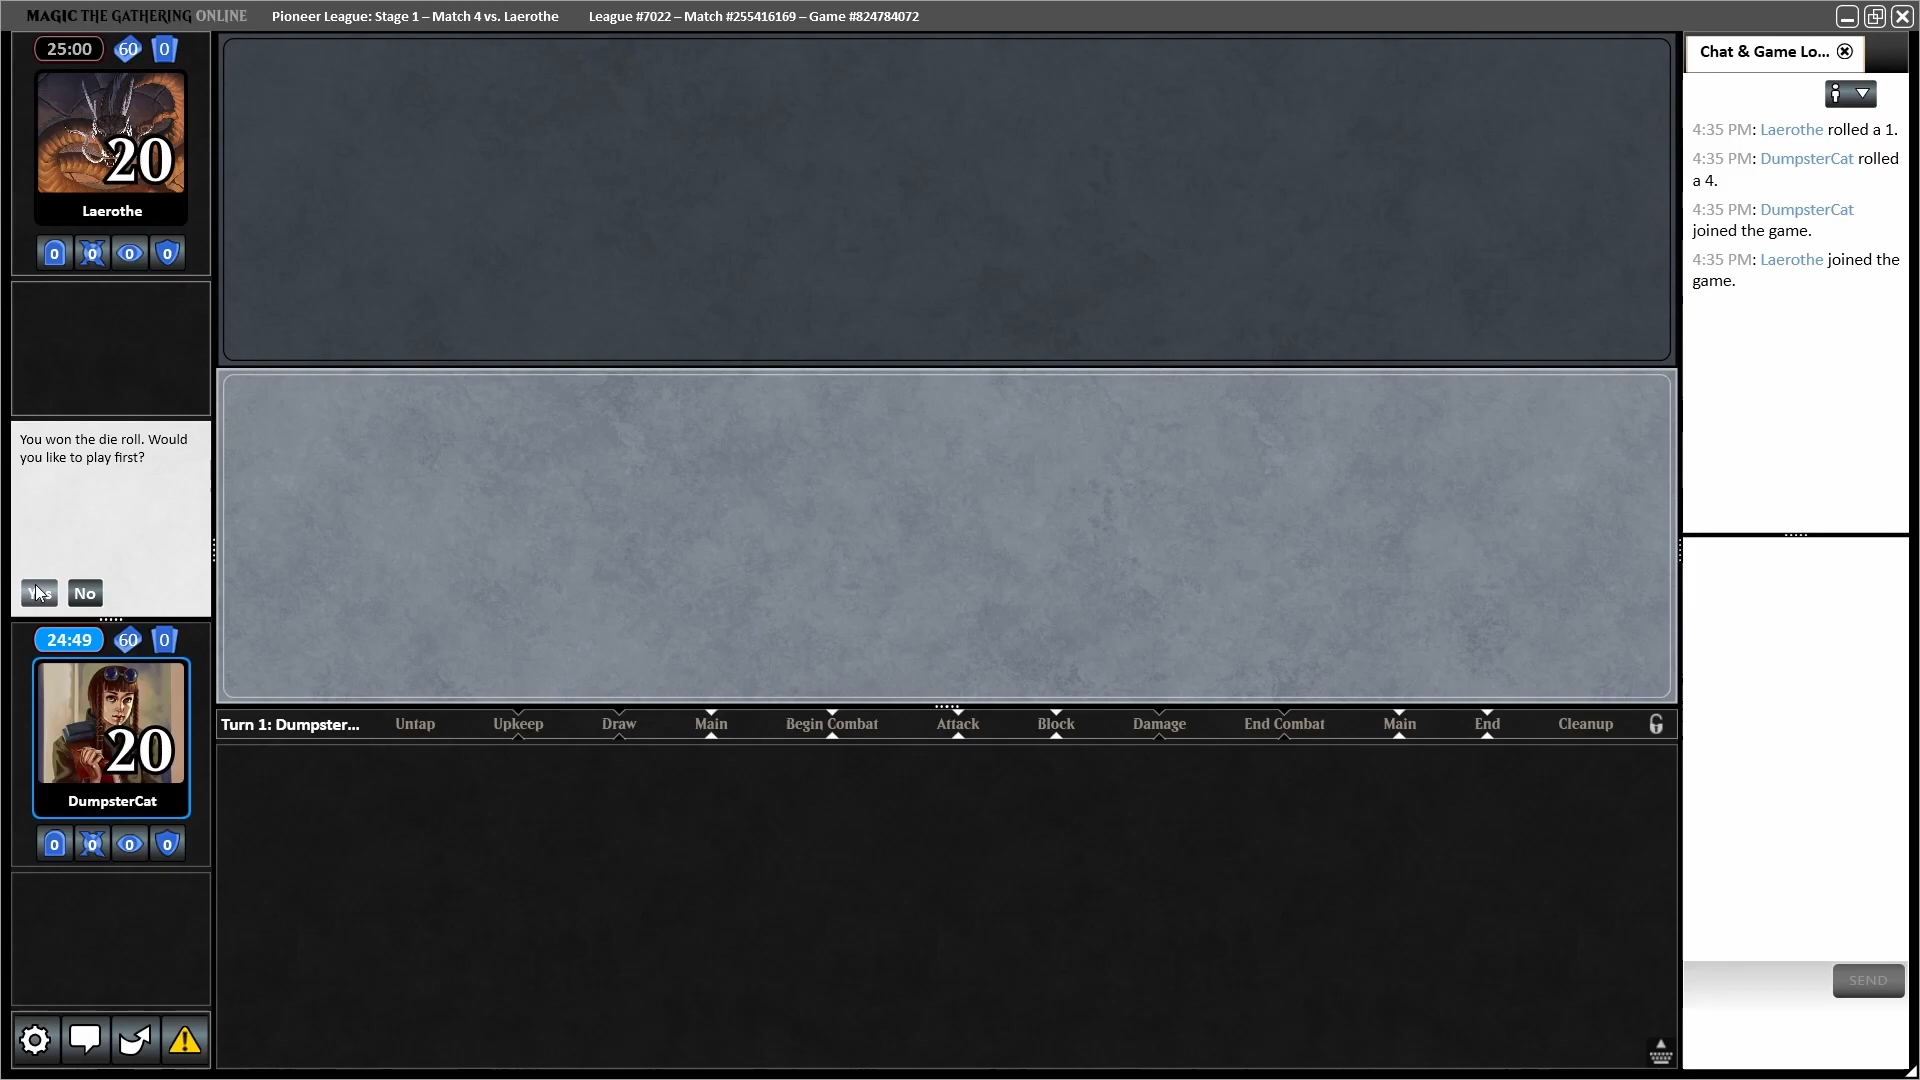 MAGIC THE GATHERING ONLINE
Pioneer League: Stage 1 – Match 4 vs. Laerothe
League #7022 – Match #255416169 – Game #824784072
25:00
60
0
20
Laerothe
0
0
0
0
You won the die roll. Would
you like to play first?
No
24:49
60
0
20
DumpsterCat
0
0
0
0
Turn 1: Dumpster...
Untap
Upkeep
Draw
Main
Begin Combat
Attack
Block
Damage
End Combat
Main
End
Cleanup
Chat & Game Lo...
4:35 PM: Laerothe rolled a 1.
4:35 PM: DumpsterCat rolled
a 4.
4:35 PM: DumpsterCat
joined the game.
4:35 PM: Laerothe joined the
game.
SEND